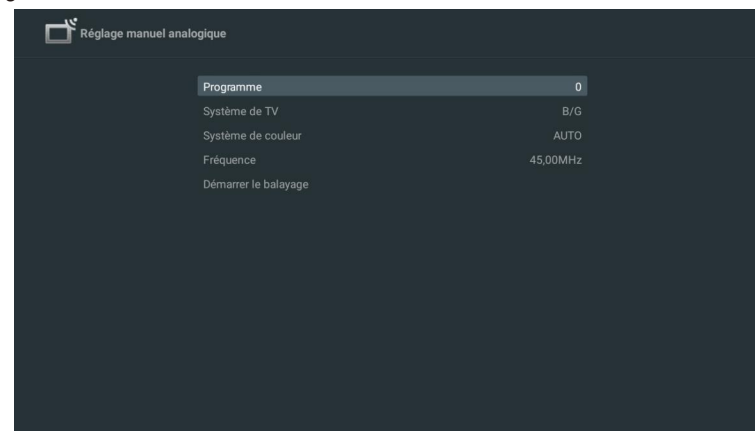 Réglage manuel analogique
Programme 0
Système de TV B/G
Système de couleur AUTO
Fréquence 45,00MHz
Démarrer le balayage